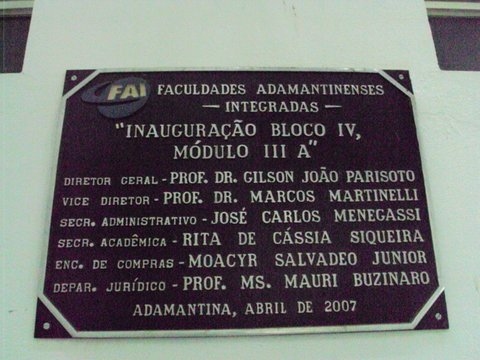 FAI FACULDADES ADAMANTINENSES
— INTEGRADAS —
"INAUGURAÇÃO BLOCO IV,
MÓDULO III A"
DIRETOR GERAL - PROF. DR. GILSON JOÃO PARISOTO
VICE DIRETOR - PROF. DR. MARCOS MARTINELLI
SECR. ADMINISTRATIVO - JOSÉ CARLOS MENEGASSI
SECR. ACADÊMICA - RITA DE CÁSSIA SIQUEIRA
ENC. DE COMPRAS - MOACYR SALVADEO JUNIOR
DEPAR. JURÍDICO - PROF. MS. MAURI BUZINARO
ADAMANTINA, ABRIL DE 2007